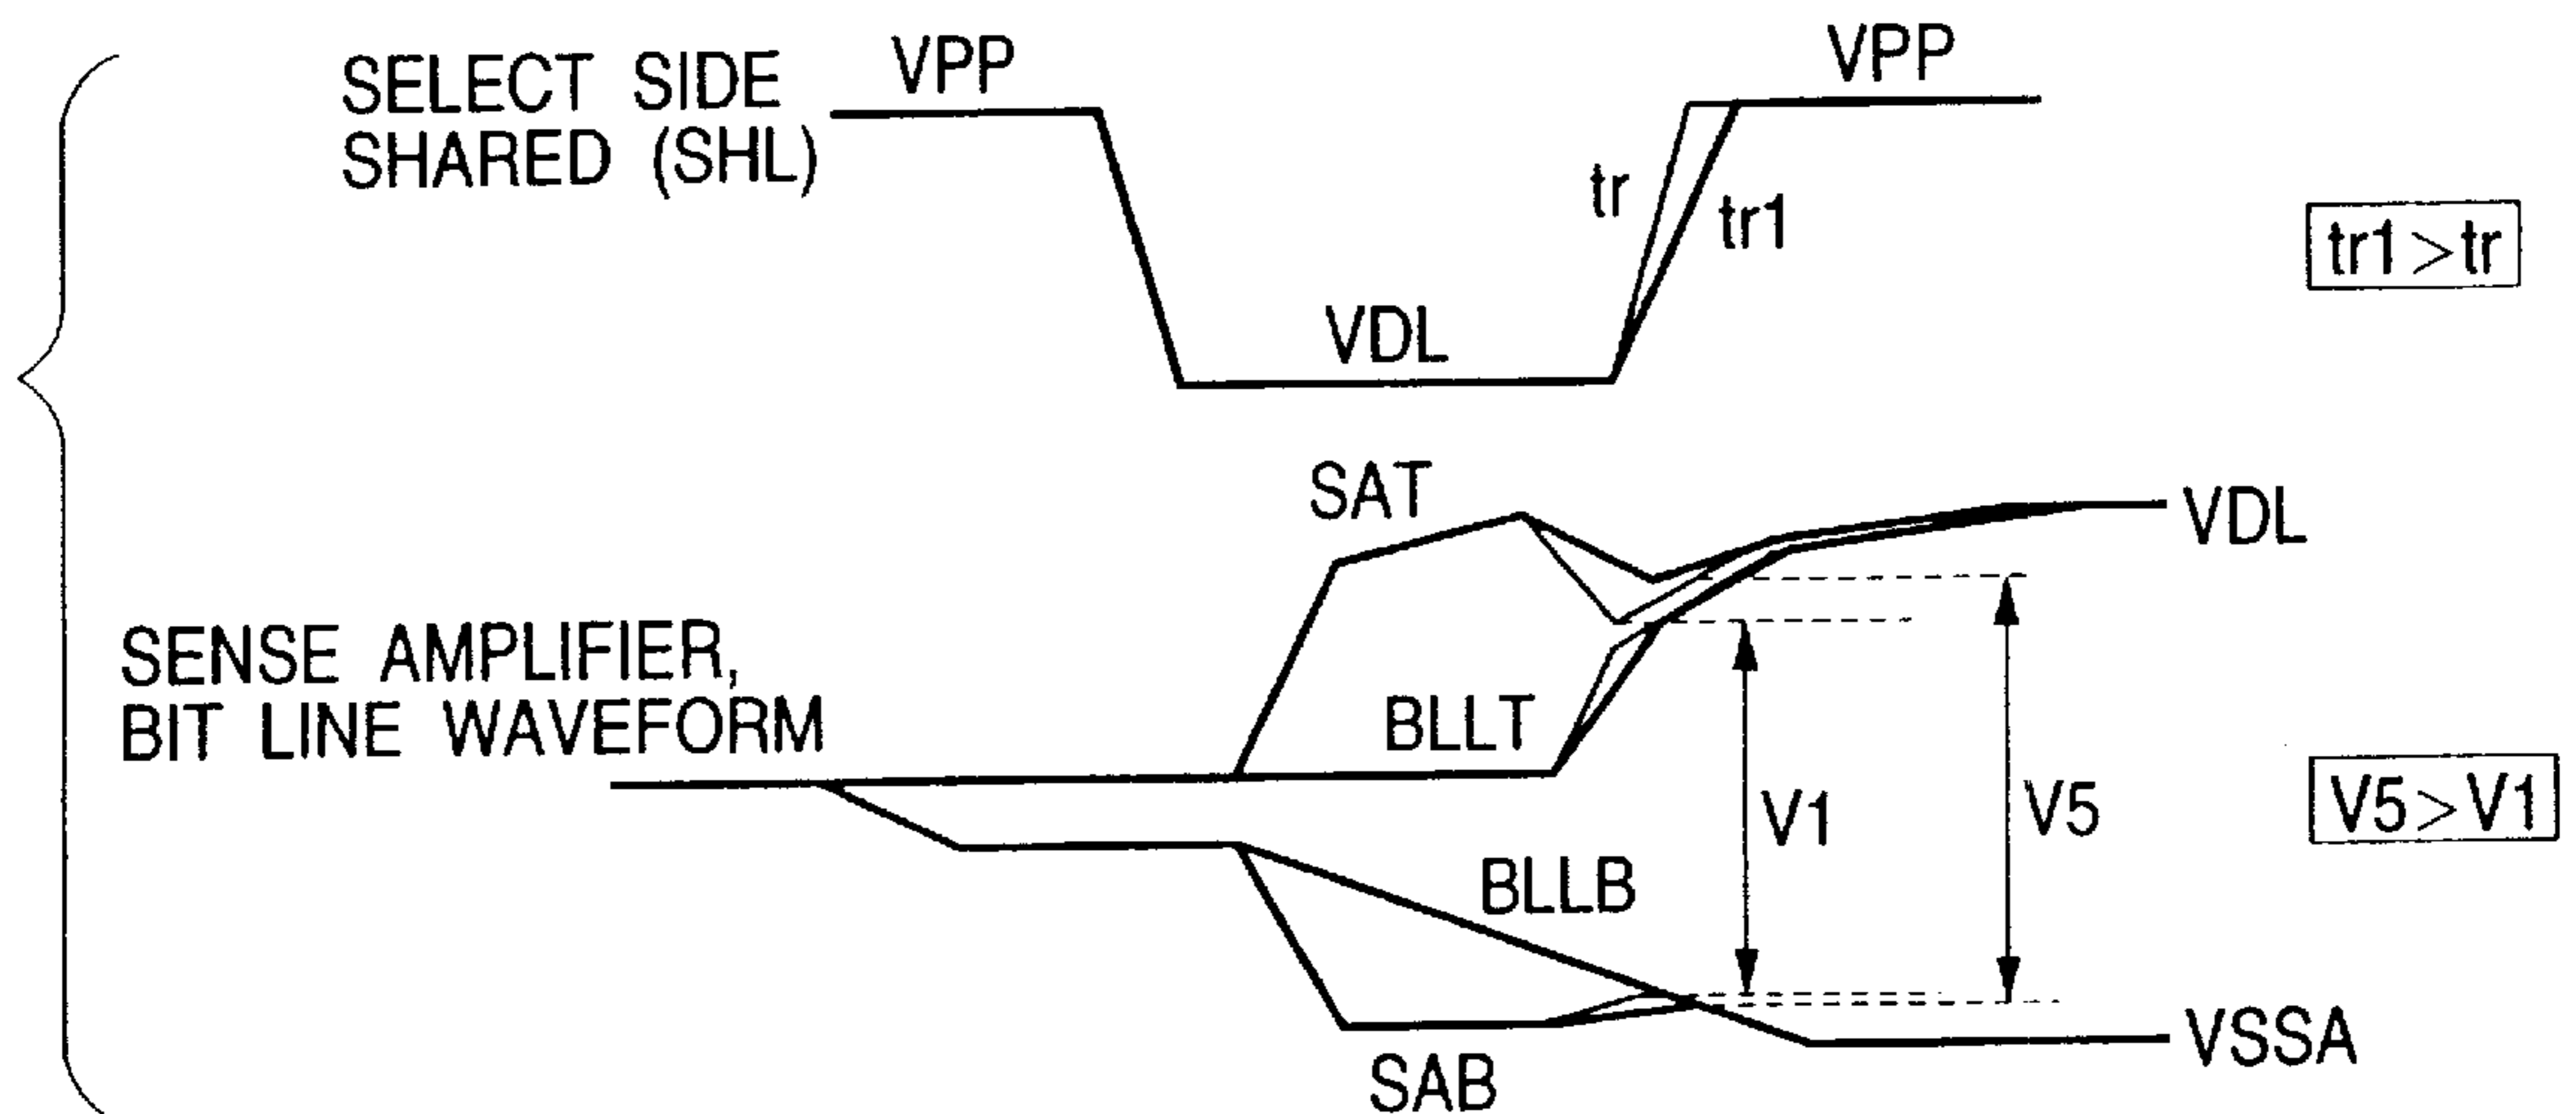 SELECT SIDE
SHARED (SHL)
VPP
VPP
tr
tr1
tr1>tr
VDL
SAT
VDL
SENSE AMPLIFIER,
BIT LINE WAVEFORM
BLLT
V1
V5
V5>V1
BLLB
VSSA
SAB